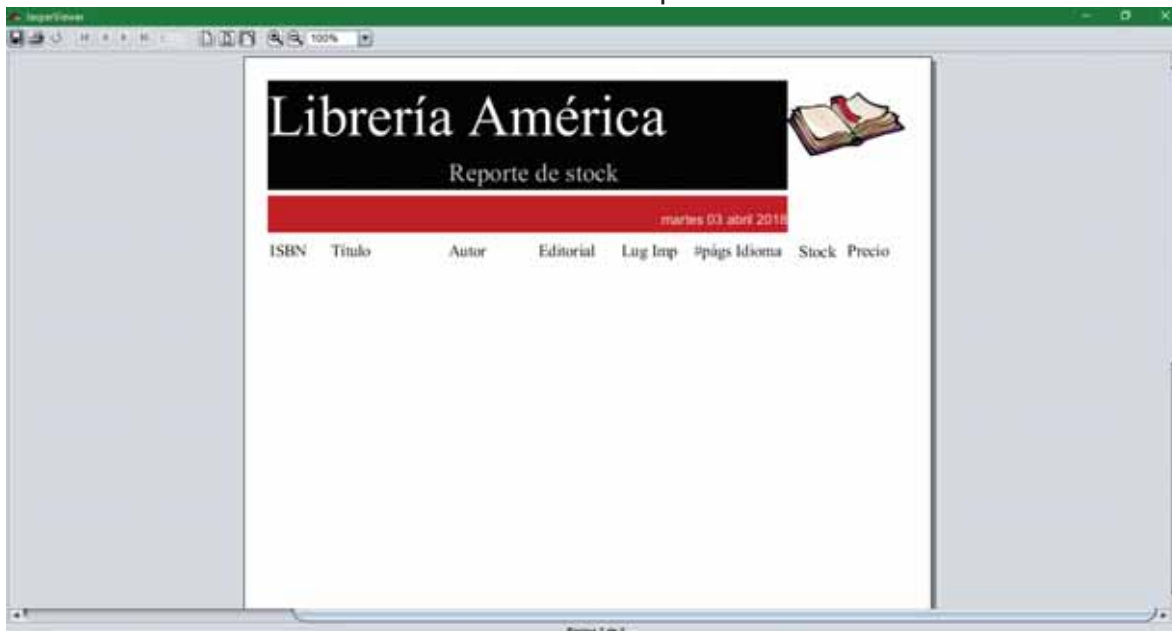 JasperViewer
100%
Librería América
Reporte de stock
martes 03 abril 2018
ISBN Título Autor Editorial Lug Imp #págs Idioma Stock Precio